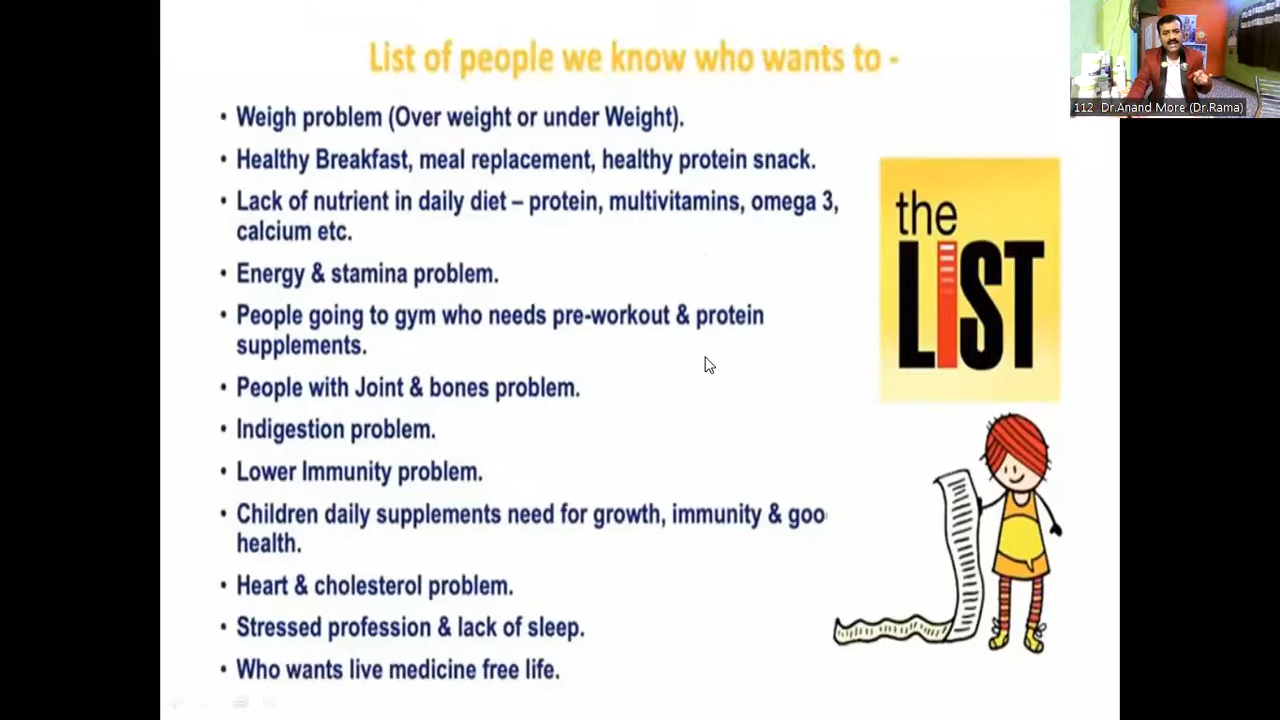 List of people we know who wants to -
112 Dr.Anand More (Dr.Rama)
• Weigh problem (Over weight or under Weight).
• Healthy Breakfast, meal replacement, healthy protein snack.
• Lack of nutrient in daily diet – protein, multivitamins, omega 3,
calcium etc.
• Energy & stamina problem.
• People going to gym who needs pre-workout & protein
supplements.
• People with Joint & bones problem.
• Indigestion problem.
• Lower Immunity problem.
• Children daily supplements need for growth, immunity & goo
health.
• Heart & cholesterol problem.
• Stressed profession & lack of sleep.
• Who wants live medicine free life.
the
LIST